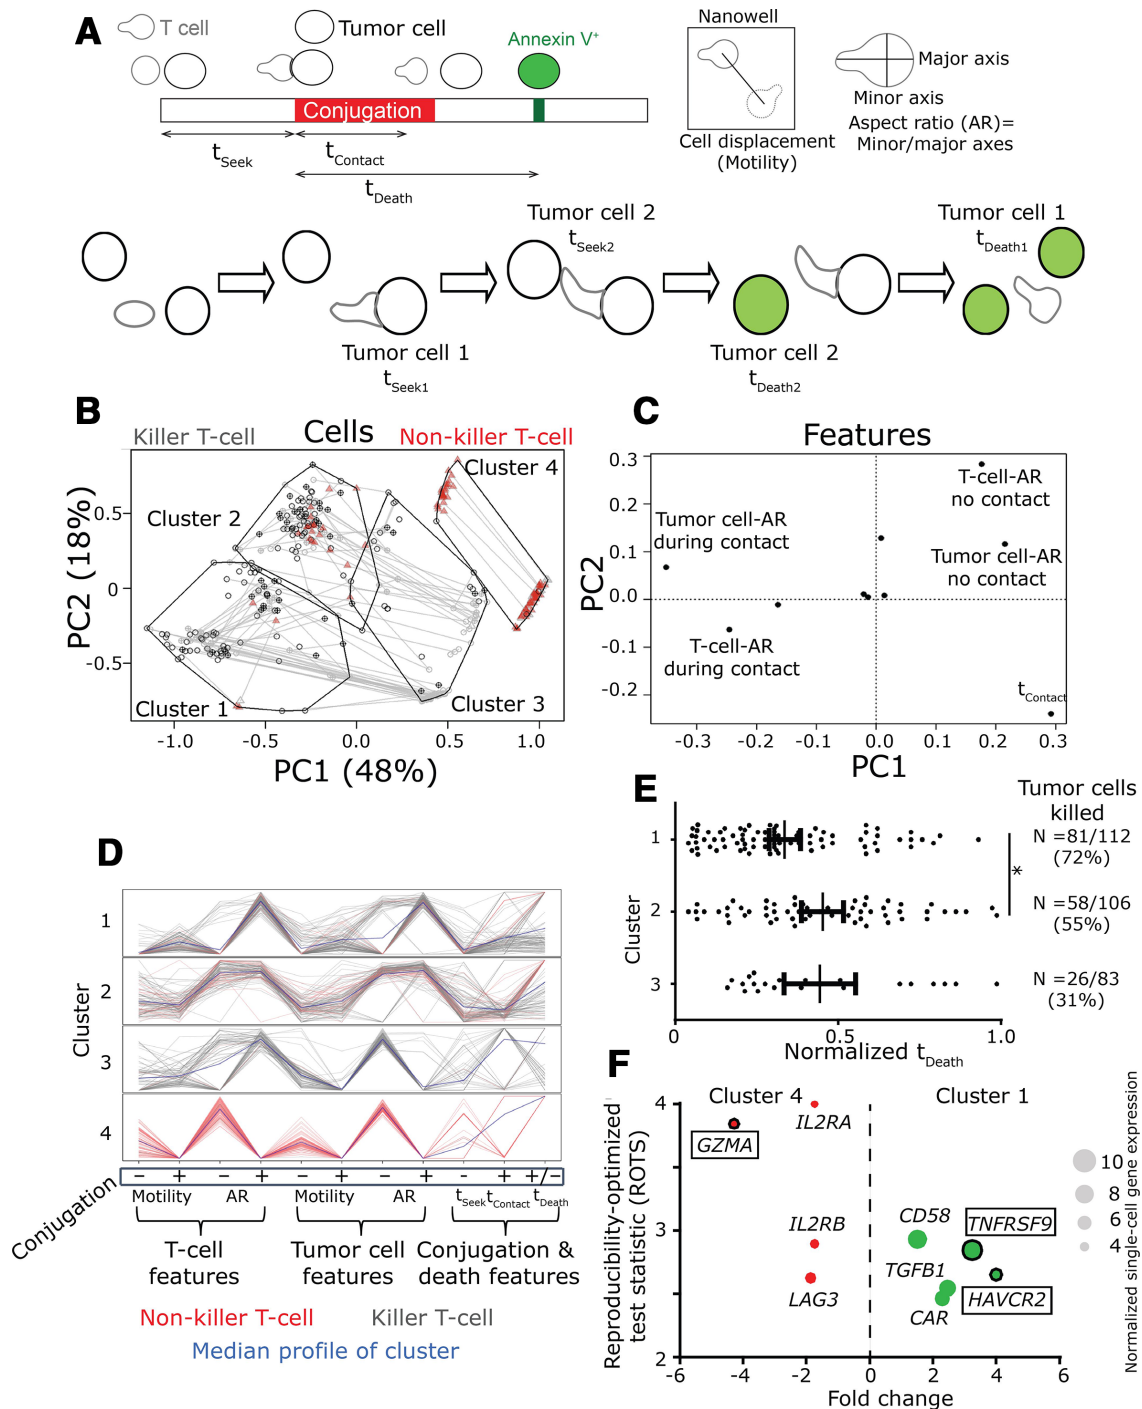 A
T cell
Tumor cell
Annexin V+
Conjugation
tSeek
tContact
tDeath
Nanowell
Cell displacement
(Motility)
Major axis
Minor axis
Aspect ratio (AR)=
Minor/major axes
Tumor cell 1
tSeek1
Tumor cell 2
tSeek2
Tumor cell 2
tDeath2
Tumor cell 1
tDeath1
B
Killer T-cell
Cells
Non-killer T-cell
Cluster 4
Cluster 2
Cluster 3
Cluster 1
PC2 (18%)
0.5
0
-0.5
-1.0 -0.5 0.0 0.5 1.0
PC1 (48%)
C
Features
T-cell-AR
no contact
Tumor cell-AR
during contact
Tumor cell-AR
no contact
T-cell-AR
during contact
tContact
PC2
0.3
0.2
0.1
0.0
-0.1
-0.2
-0.3 -0.2 -0.1 0.0 0.1 0.2 0.3
PC1
D
Cluster
1
2
3
4
Conjugation
− + − + − + − + − + +/−
Motility AR Motility AR tSeek tContact tDeath
T-cell
features
Tumor cell
features
Conjugation &
death features
Non-killer T-cell
Killer T-cell
Median profile of cluster
E
Tumor cells
killed
Cluster
1
2
3
N =81/112
(72%)
*
N =58/106
(55%)
N =26/83
(31%)
0 0.5 1.0
Normalized tDeath
F
Cluster 4
Cluster 1
Reproducibility-optimized
test statistic (ROTS)
4
3
2
GZMA
IL2RA
IL2RB
LAG3
CD58
TNFRSF9
TGFB1
CAR
HAVCR2
-6 -4 -2 0 2 4 6
Fold change
10
8
6
4
Normalized single-cell gene expression